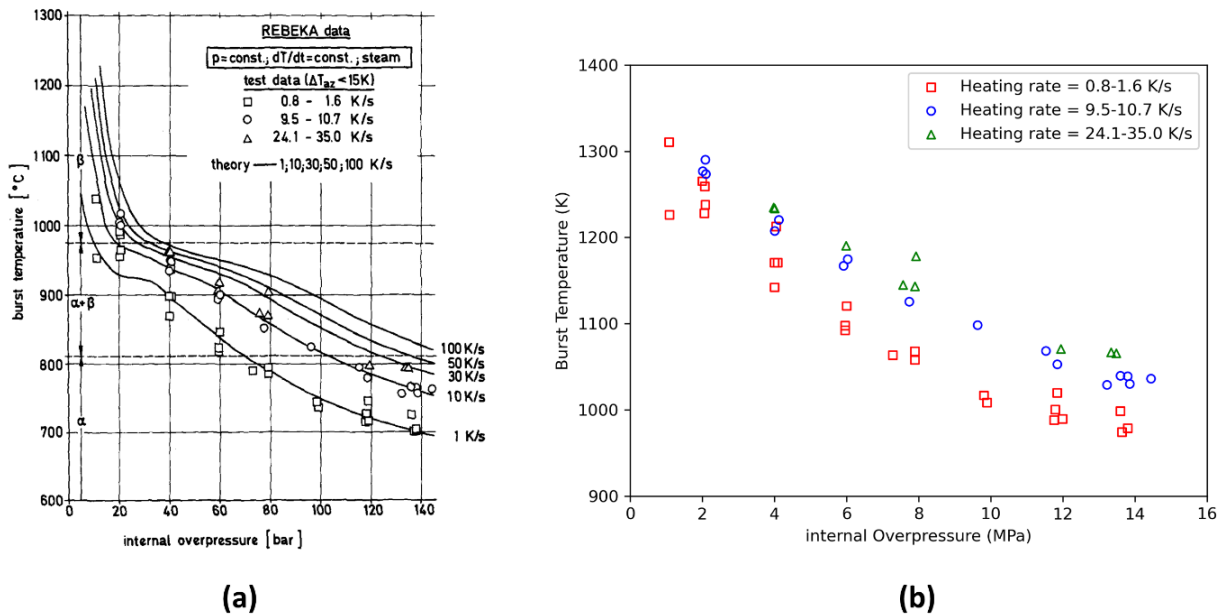 REBEKA data
p=const.; dT/dt=const.; steam
test data (ΔTaz <15K)
□ 0.8 - 1.6 K/s
○ 9.5 - 10.7 K/s
△ 24.1 - 35.0 K/s
theory — 1;10;30;50;100 K/s
1300
1200
1100
1000
900
800
700
600
burst temperature [°C]
β
α+β
α
100 K/s
50 K/s
30 K/s
10 K/s
1 K/s
0 20 40 60 80 100 120 140
internal overpressure [bar]
(a)
Heating rate = 0.8-1.6 K/s
Heating rate = 9.5-10.7 K/s
Heating rate = 24.1-35.0 K/s
1400
1300
1200
1100
1000
900
Burst Temperature (K)
0 2 4 6 8 10 12 14 16
internal Overpressure (MPa)
(b)